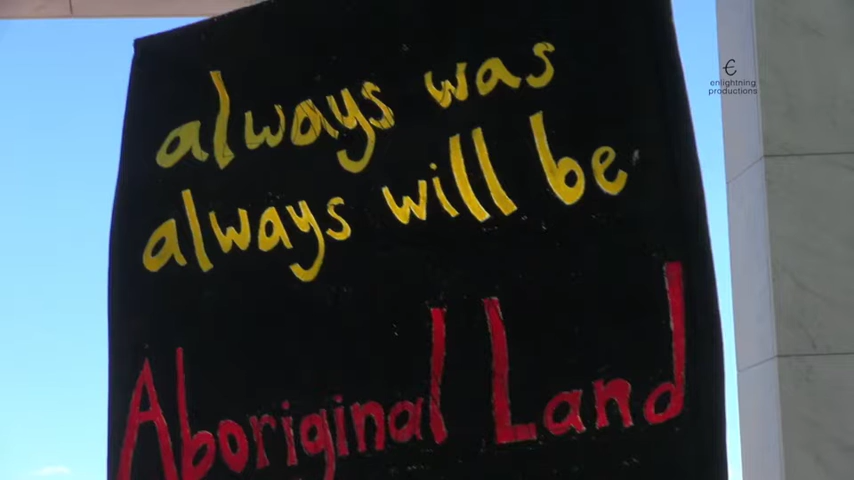 always was
always will be
Aboriginal Land
€
enlightning
productions